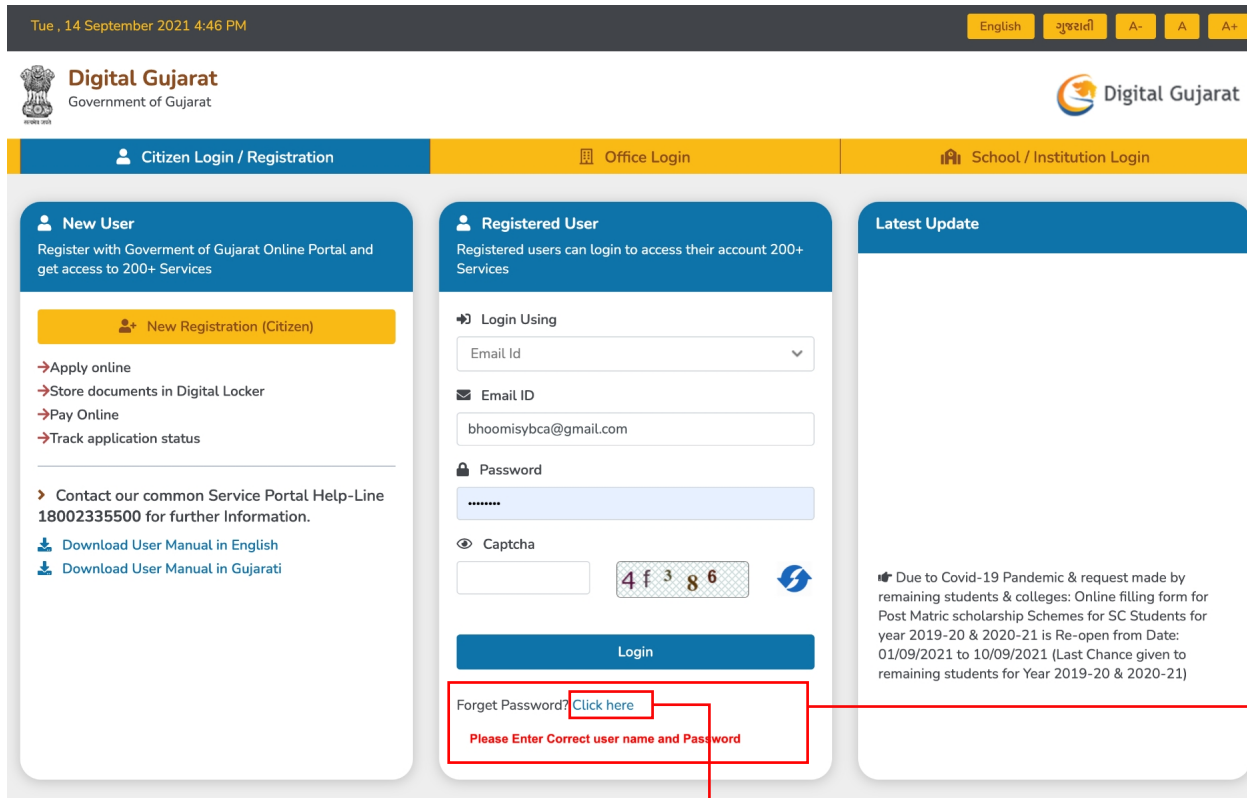 Tue , 14 September 2021 4:46 PM
English
ગુજરાતી
A-
A
A+
Digital Gujarat
Government of Gujarat
Digital Gujarat
Citizen Login / Registration
Office Login
School / Institution Login
New User
Register with Goverment of Gujarat Online Portal and
get access to 200+ Services
New Registration (Citizen)
Apply online
Store documents in Digital Locker
Pay Online
Track application status
Contact our common Service Portal Help-Line
18002335500 for further Information.
Download User Manual in English
Download User Manual in Gujarati
Registered User
Registered users can login to access their account 200+
Services
Login Using
Email Id
Email ID
bhoomisybca@gmail.com
Password
••••••••
Captcha
4 f 3 8 6
Login
Forget Password? Click here
Please Enter Correct user name and Password
Latest Update
Due to Covid-19 Pandemic & request made by
remaining students & colleges: Online filling form for
Post Matric scholarship Schemes for SC Students for
year 2019-20 & 2020-21 is Re-open from Date:
01/09/2021 to 10/09/2021 (Last Chance given to
remaining students for Year 2019-20 & 2020-21)